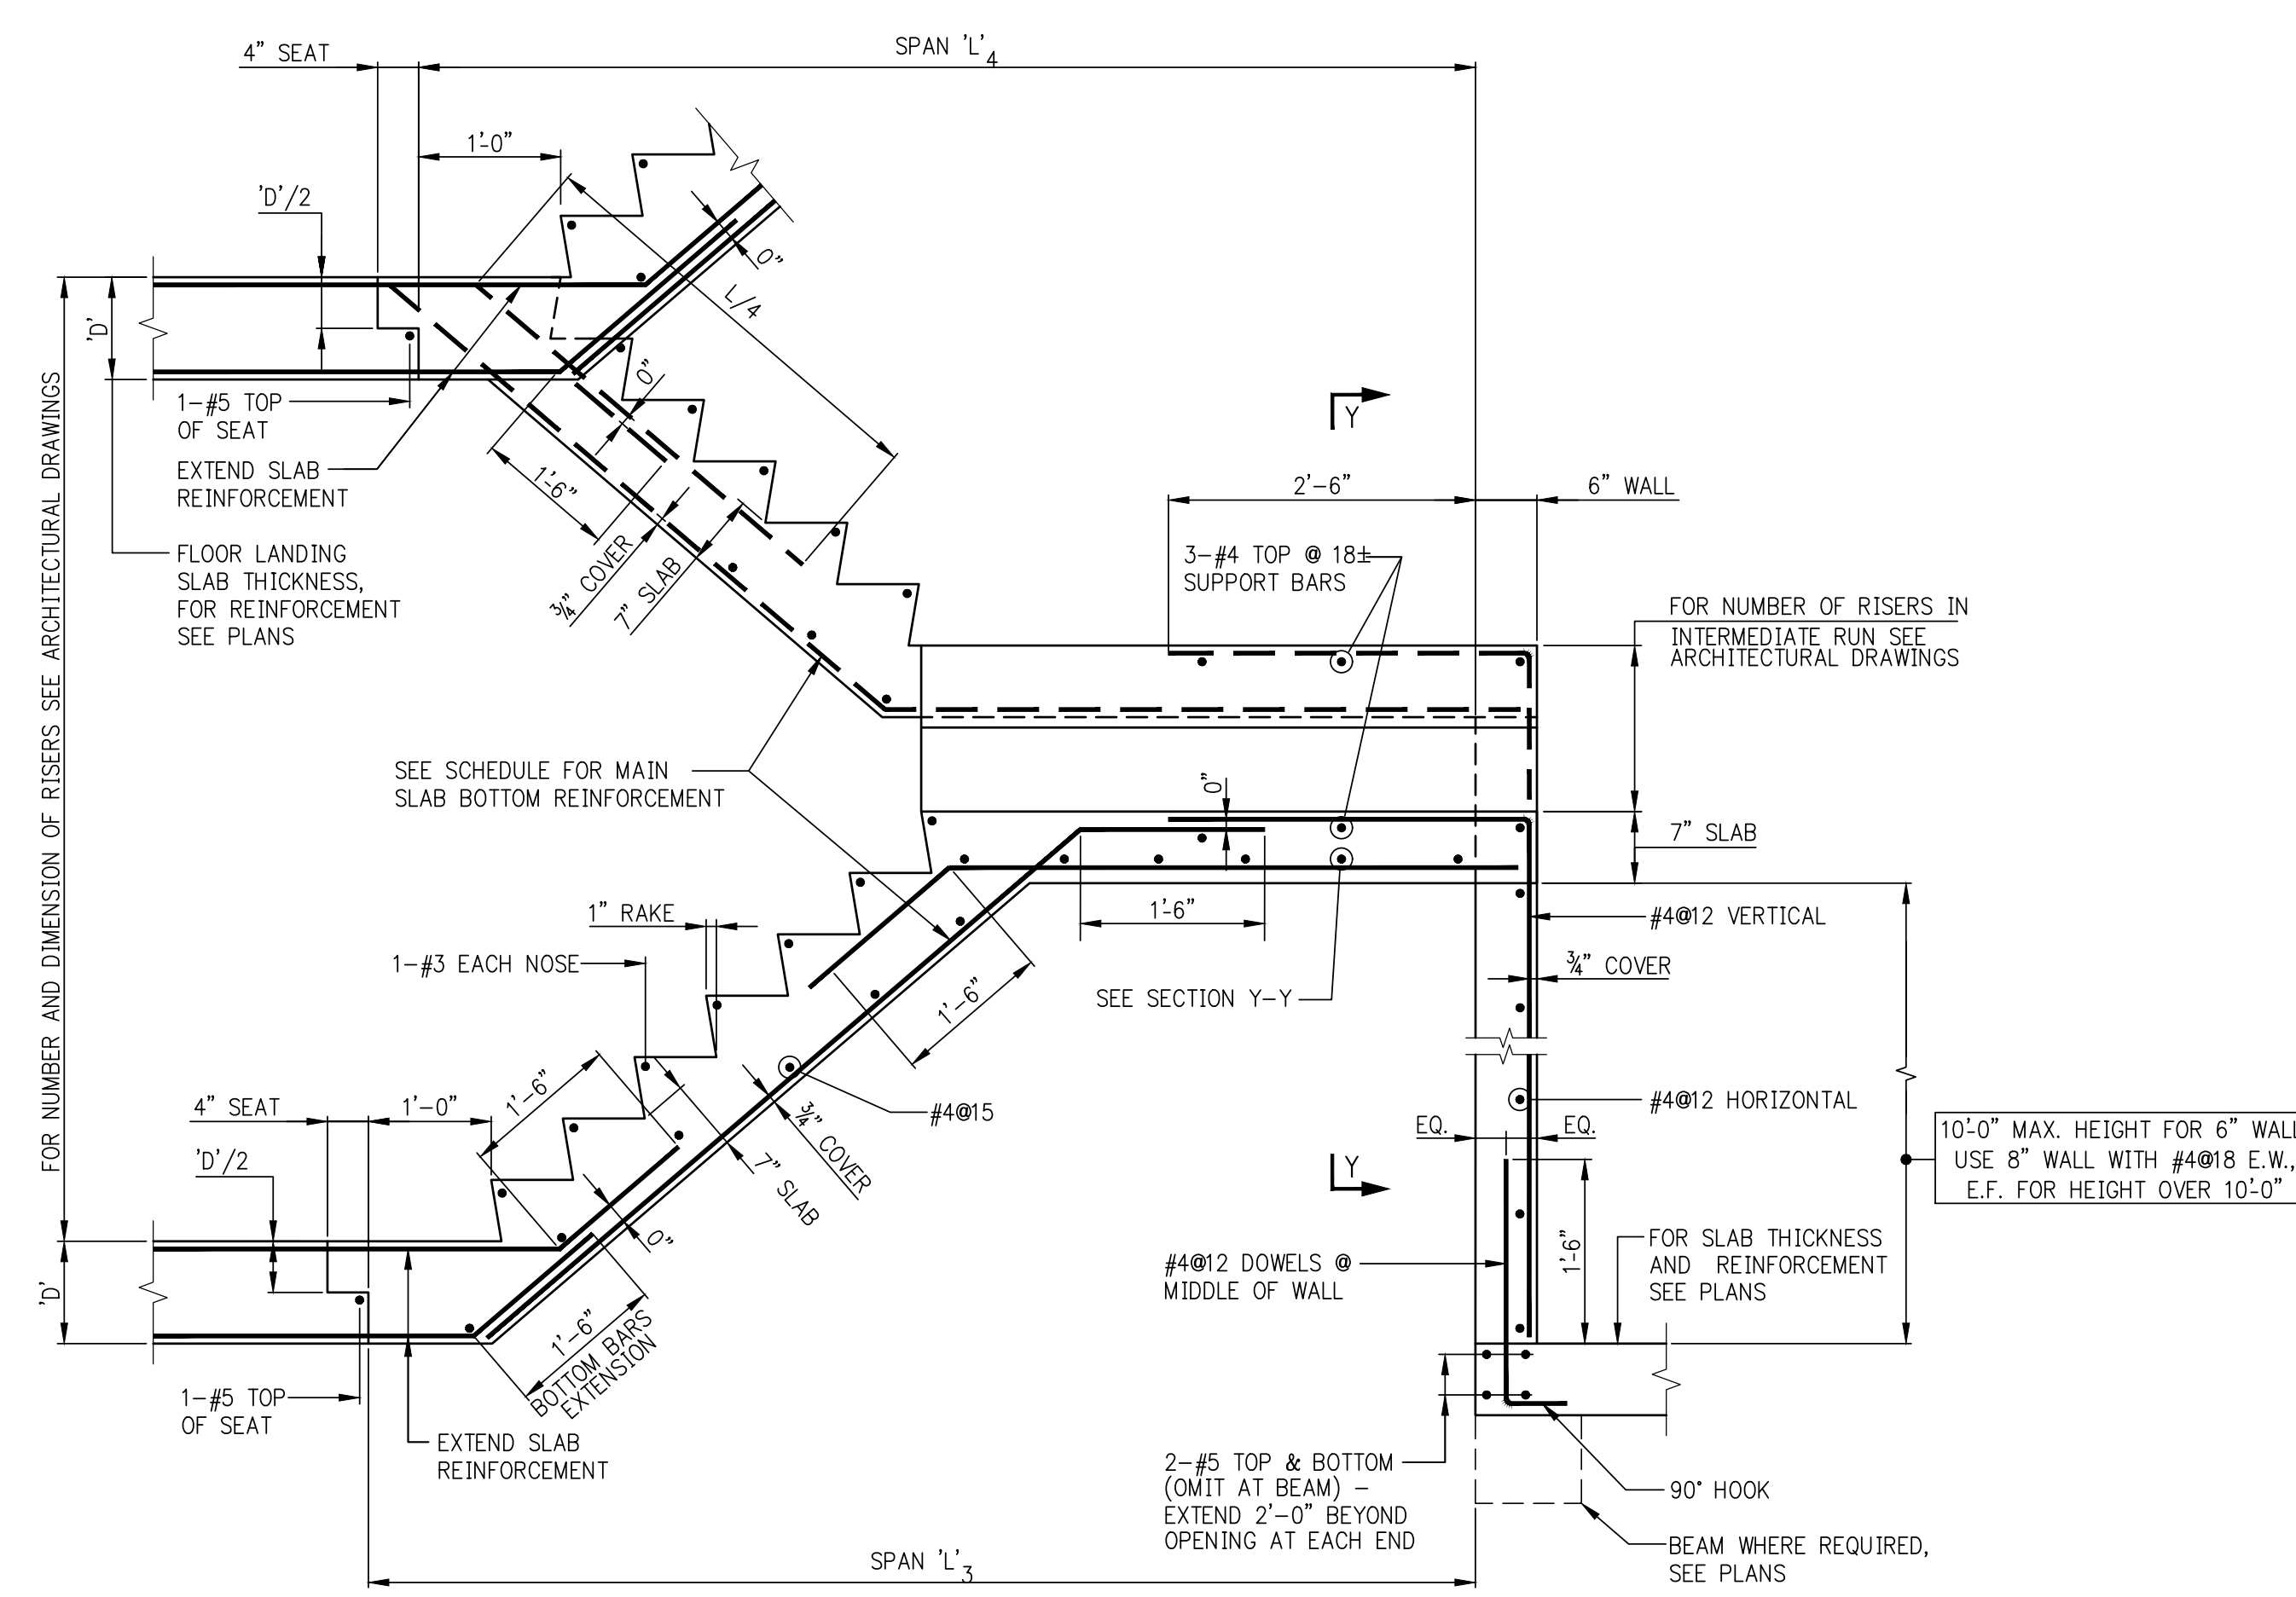 4" SEAT
SPAN 'L'4
1'-0"
'D'/2
0"
L/4
'D'
0"
1-#5 TOP
OF SEAT
EXTEND SLAB
REINFORCEMENT
1'-6"
FLOOR LANDING
SLAB THICKNESS,
FOR REINFORCEMENT
SEE PLANS
¾" COVER
7" SLAB
Y
2'-6"
6" WALL
3-#4 TOP @ 18±
SUPPORT BARS
FOR NUMBER OF RISERS IN
INTERMEDIATE RUN SEE
ARCHITECTURAL DRAWINGS
FOR NUMBER AND DIMENSION OF RISERS SEE ARCHITECTURAL DRAWINGS
SEE SCHEDULE FOR MAIN
SLAB BOTTOM REINFORCEMENT
0"
7" SLAB
1" RAKE
1'-6"
#4@12 VERTICAL
1-#3 EACH NOSE
¾" COVER
SEE SECTION Y-Y
1'-6"
4" SEAT
1'-0"
1'-6"
#4@15
#4@12 HORIZONTAL
¾" COVER
EQ.
EQ.
10'-0" MAX. HEIGHT FOR 6" WALL
USE 8" WALL WITH #4@18 E.W.,
E.F. FOR HEIGHT OVER 10'-0"
'D'/2
7" SLAB
Y
0"
#4@12 DOWELS @
MIDDLE OF WALL
1'-6"
FOR SLAB THICKNESS
AND REINFORCEMENT
SEE PLANS
'D'
1'-6"
BOTTOM BARS
EXTENSION
1-#5 TOP
OF SEAT
EXTEND SLAB
REINFORCEMENT
2-#5 TOP & BOTTOM
(OMIT AT BEAM) -
EXTEND 2'-0" BEYOND
OPENING AT EACH END
90° HOOK
BEAM WHERE REQUIRED,
SEE PLANS
SPAN 'L'3